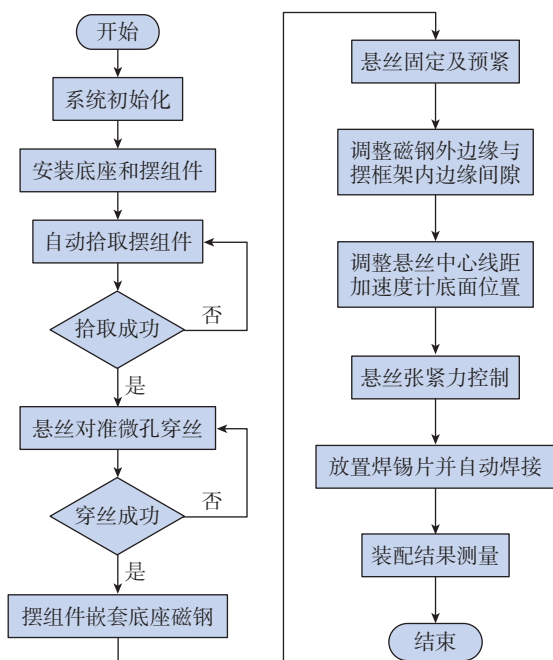 开始
系统初始化
安装底座和摆组件
自动拾取摆组件
拾取成功
否
是
悬丝对准微孔穿丝
穿丝成功
否
是
摆组件嵌套底座磁钢
悬丝固定及预紧
调整磁钢外边缘与
摆框架内边缘间隙
调整悬丝中心线距
加速度计底面位置
悬丝张紧力控制
放置焊锡片并自动焊接
装配结果测量
结束